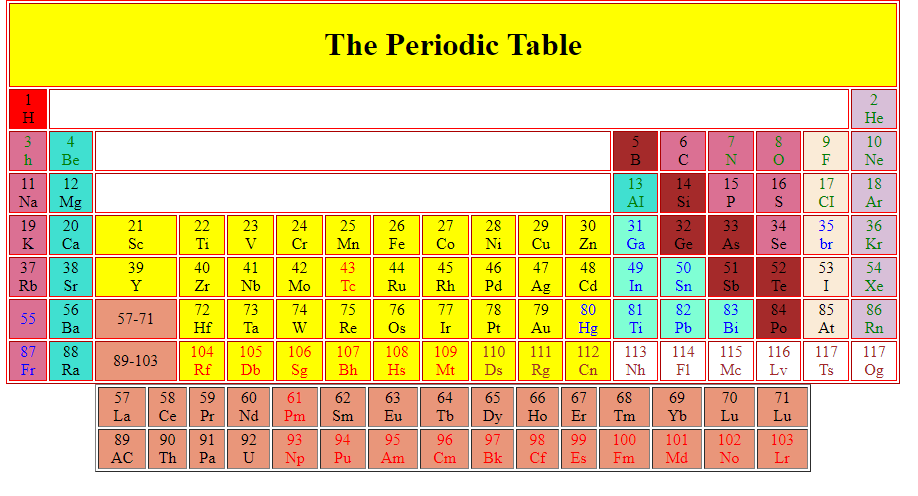 The Periodic Table
1 2
H He
3 4 5 6 7 8 9 10
h Be B C N O F Ne
11 12 13 14 15 16 17 18
Na Mg AI Si P S CI Ar
19 20 21 22 23 24 25 26 27 28 29 30 31 32 33 34 35 36
K Ca Sc Ti V Cr Mn Fe Co Ni Cu Zn Ga Ge As Se br Kr
37 38 39 40 41 42 43 44 45 46 47 48 49 50 51 52 53 54
Rb Sr Y Zr Nb Mo Tc Ru Rh Pd Ag Cd In Sn Sb Te I Xe
55 56 57-71 72 73 74 75 76 77 78 79 80 81 82 83 84 85 86
Ba Hf Ta W Re Os Ir Pt Au Hg Ti Pb Bi Po At Rn
87 88 89-103 104 105 106 107 108 109 110 111 112 113 114 115 116 117 117
Fr Ra Rf Db Sg Bh Hs Mt Ds Rg Cn Nh Fl Mc Lv Ts Og
57 58 59 60 61 62 63 64 65 66 67 68 69 70 71
La Ce Pr Nd Pm Sm Eu Tb Dy Ho Er Tm Yb Lu Lu
89 90 91 92 93 94 95 96 97 98 99 100 101 102 103
AC Th Pa U Np Pu Am Cm Bk Cf Es Fm Md No Lr